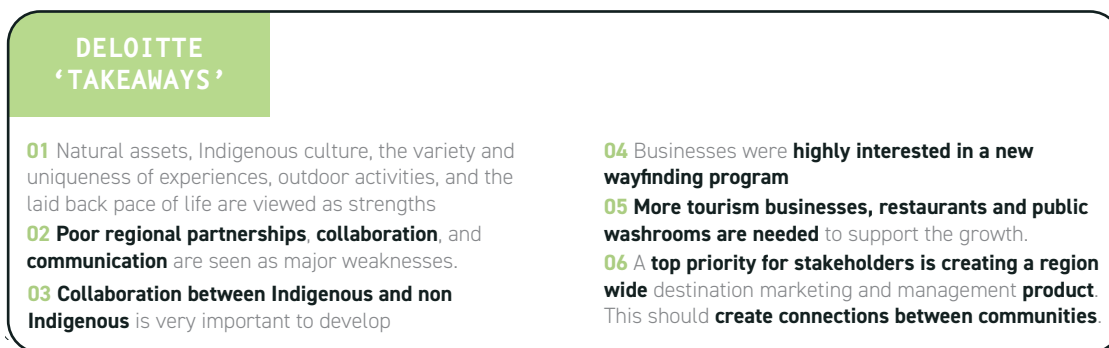 DELOITTE
‘TAKEAWAYS’
01 Natural assets, Indigenous culture, the variety and
uniqueness of experiences, outdoor activities, and the
laid back pace of life are viewed as strengths
02 Poor regional partnerships, collaboration, and
communication are seen as major weaknesses.
03 Collaboration between Indigenous and non
Indigenous is very important to develop
04 Businesses were highly interested in a new
wayfinding program
05 More tourism businesses, restaurants and public
washrooms are needed to support the growth.
06 A top priority for stakeholders is creating a region
wide destination marketing and management product.
This should create connections between communities.